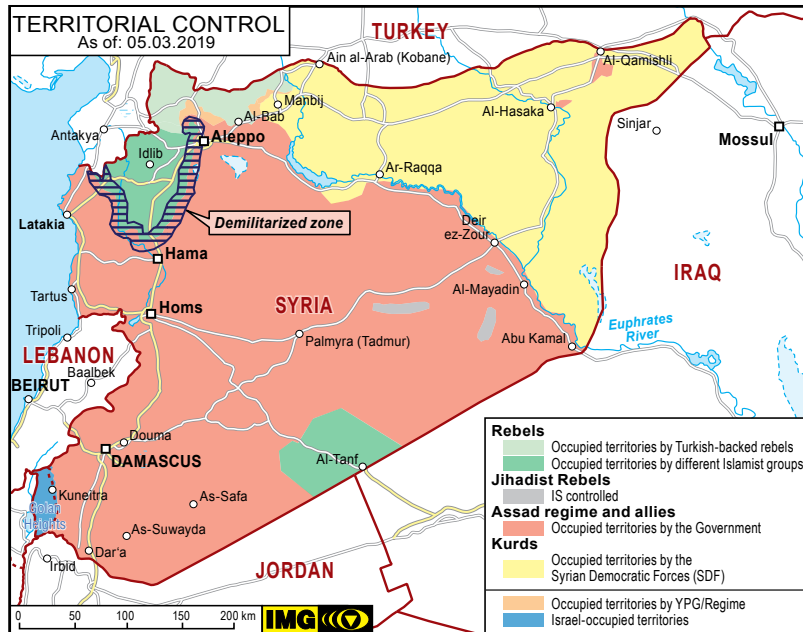 TERRITORIAL CONTROL
As of: 05.03.2019
TURKEY
Ain al-Arab (Kobane)
Al-Qamishli
Manbij
Al-Bab
Al-Hasaka
Antakya
Aleppo
Sinjar
Mossul
Idlib
Ar-Raqqa
Latakia
Demilitarized zone
Deir
ez-Zour
Hama
IRAQ
Tartus
Al-Mayadin
SYRIA
Homs
Euphrates
River
Tripoli
Palmyra (Tadmur)
Abu Kamal
LEBANON
Baalbek
BEIRUT
Douma
DAMASCUS
Al-Tanf
Kuneitra
As-Safa
Golan
Heights
As-Suwayda
Dar'a
Irbid
JORDAN
Rebels
Occupied territories by Turkish-backed rebels
Occupied territories by different Islamist groups
Jihadist Rebels
IS controlled
Assad regime and allies
Occupied territories by the Government
Kurds
Occupied territories by the
Syrian Democratic Forces (SDF)
Occupied territories by YPG/Regime
Israel-occupied territories
0 50 100 150 200 km
IMG